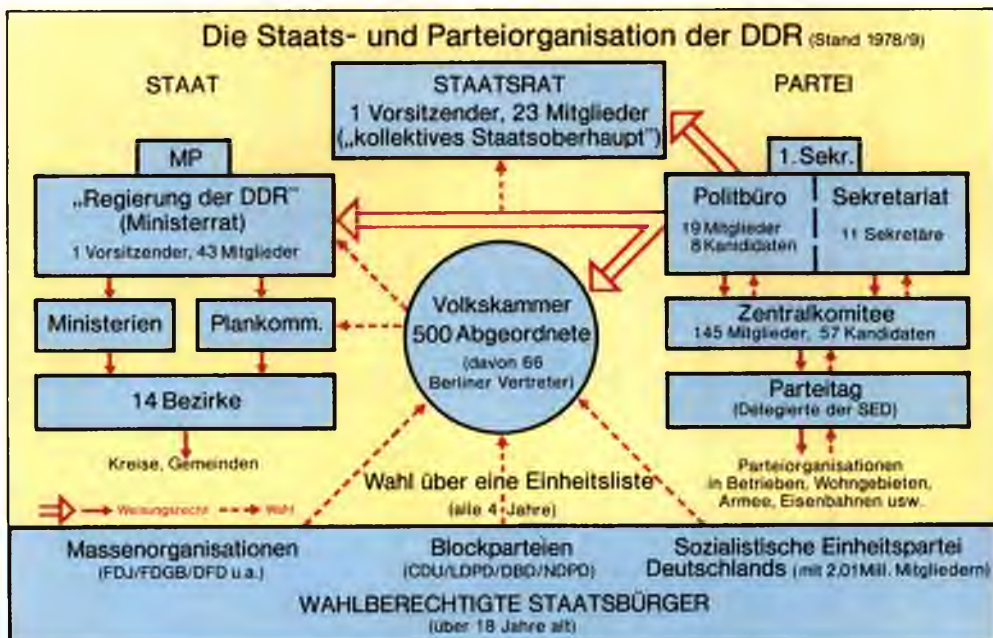 Die Staats- und Parteiorganisation der DDR (Stand 1978/9)
STAAT
STAATSRAT
1 Vorsitzender, 23 Mitglieder
(„kollektives Staatsoberhaupt")
PARTEI
MP
„Regierung der DDR"
(Ministerrat)
1 Vorsitzender, 43 Mitglieder
1. Sekr.
Politbüro
19 Mitglieder
8 Kandidaten
Sekretariat
11 Sekretäre
Ministerien
Plankomm.
Volkskammer
500 Abgeordnete
(davon 66
Berliner Vertreter)
Zentralkomitee
145 Mitglieder, 57 Kandidaten
14 Bezirke
Parteitag
(Delegierte der SED)
Kreise, Gemeinden
Parteiorganisationen
in Betrieben, Wohngebieten,
Armee, Eisenbahnen usw.
Wahl über eine Einheitsliste
(alle 4 Jahre)
Weisungsrecht
Wahl
Massenorganisationen
(FDJ/FDGB/DFD u.a.)
Blockparteien
(CDU/LDPD/DBD/NDPD)
Sozialistische Einheitspartei
Deutschlands (mit 2,01 Mill. Mitgliedern)
WAHLBERECHTIGTE STAATSBÜRGER
(über 18 Jahre alt)